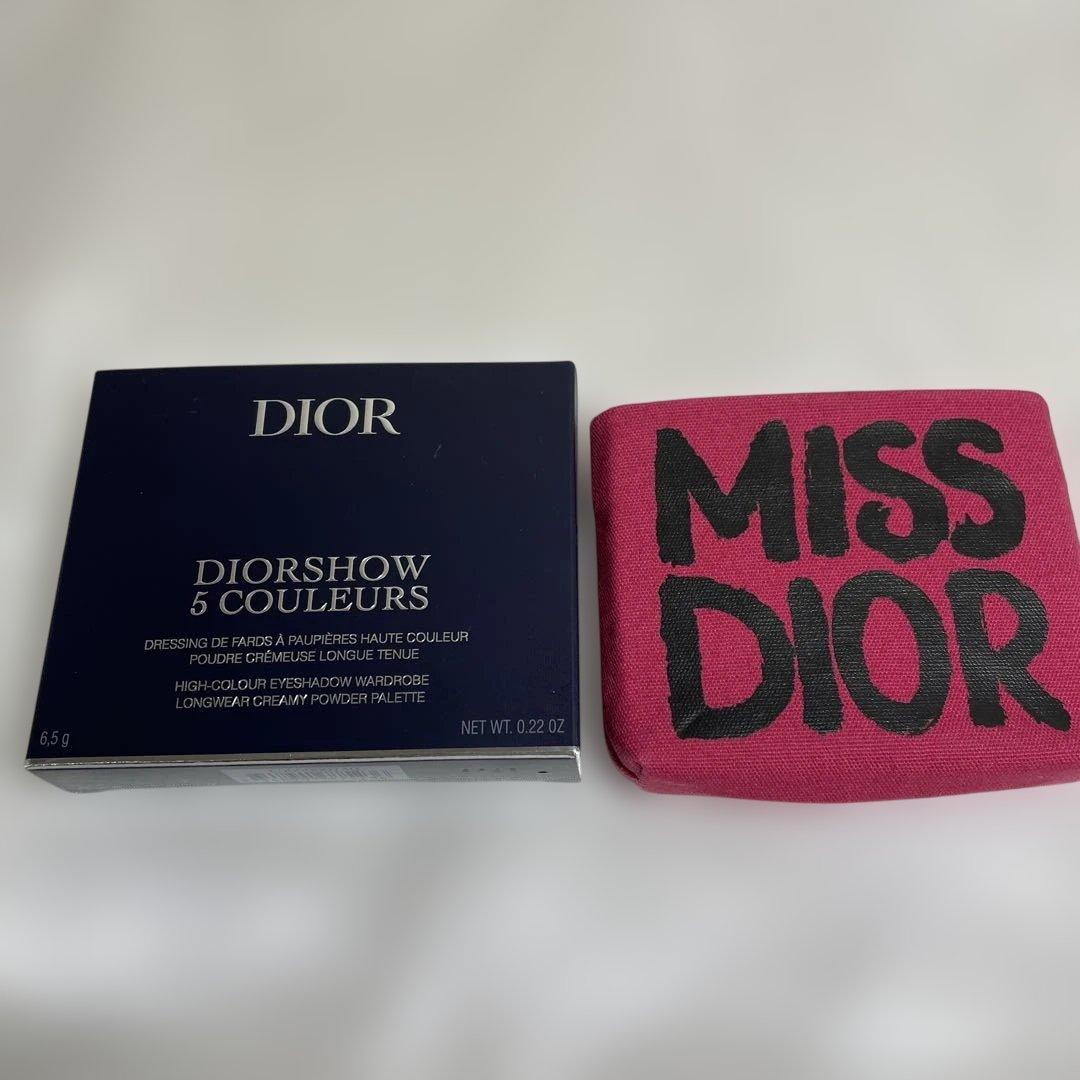 DIOR
DIORSHOW
5 COULEURS
DRESSING DE FARDS À PAUPIÈRES HAUTE COULEUR
POUDRE CRÉMEUSE LONGUE TENUE
HIGH-COLOUR EYESHADOW WARDROBE
LONGWEAR CREAMY POWDER PALETTE
6,5 g
NET WT. 0.22 OZ
MISS
DIOR